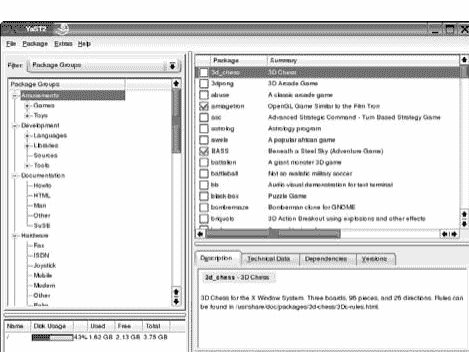 YaST2
File Package Extras Help
Filter: Package Groups
Package Groups
Amusements
Games
Toys
Development
Languages
Libraries
Sources
Tools
Documentation
Howto
HTML
Man
Other
SuSE
Hardware
Fax
ISDN
Joystick
Mobile
Modem
Other
Name Disk Usage Used Free Total
/ 43% 1.62 GB 2.13 GB 3.75 GB
Package Summary
3d_chess 3D Chess
3dpong 3D Arcade Game
abuse A classic arcade game
armagetron OpenGL Game Similar to the Film Tron
asc Advanced Strategic Command - Turn Based Strategy Game
astrolog Astrology program
awele A popular african game
BASS Beneath a Steel Sky (Adventure Game)
battalion A giant monster 3D game
battleball Not so realistic military soccer
bb Audio visual demonstration for text terminal
blackbox Puzzle Game
bombermaze Bomberman clone for GNOME
briquolo 3D Action Breakout using explosions and other effects
Description Technical Data Dependencies Versions
3d_chess - 3D Chess
3D Chess for the X Window System. Three boards, 96 pieces, and 26 directions. Rules can
be found in /usr/share/doc/packages/3d-chess/3Dc-rules.html.